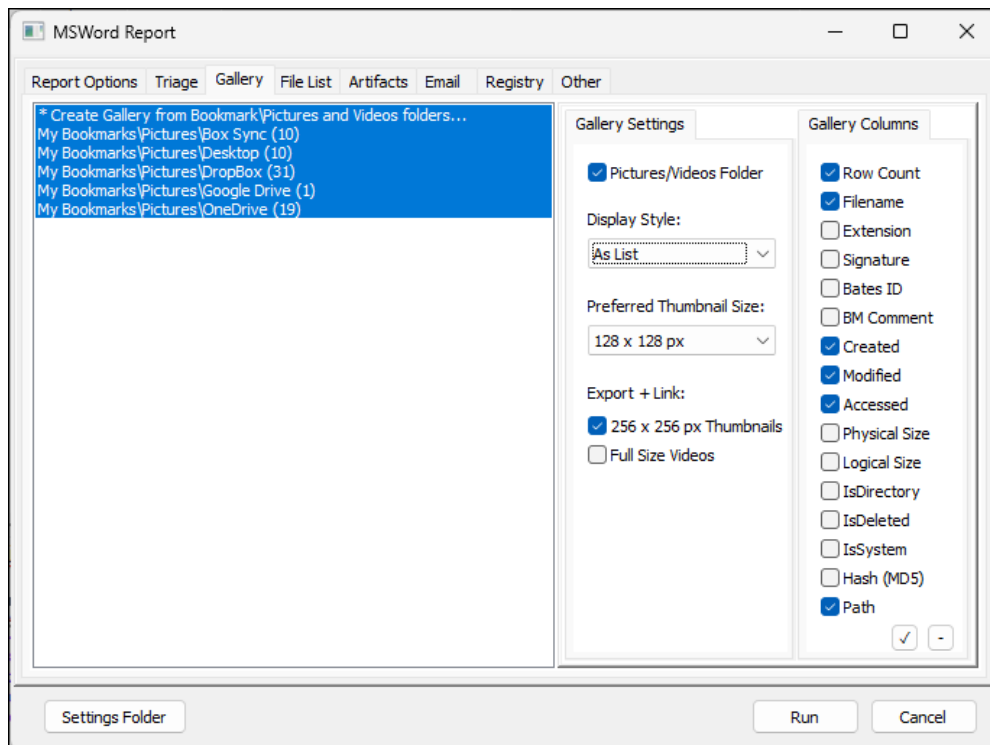 MSWord Report
Report Options Triage Gallery File List Artifacts Email Registry Other
* Create Gallery from Bookmark\Pictures and Videos folders...
My Bookmarks\Pictures\Box Sync (10)
My Bookmarks\Pictures\Desktop (10)
My Bookmarks\Pictures\DropBox (31)
My Bookmarks\Pictures\Google Drive (1)
My Bookmarks\Pictures\OneDrive (19)
Gallery Settings
Pictures/Videos Folder
Display Style:
As List
Preferred Thumbnail Size:
128 x 128 px
Export + Link:
256 x 256 px Thumbnails
Full Size Videos
Gallery Columns
Row Count
Filename
Extension
Signature
Bates ID
BM Comment
Created
Modified
Accessed
Physical Size
Logical Size
IsDirectory
IsDeleted
IsSystem
Hash (MD5)
Path
Settings Folder
Run
Cancel